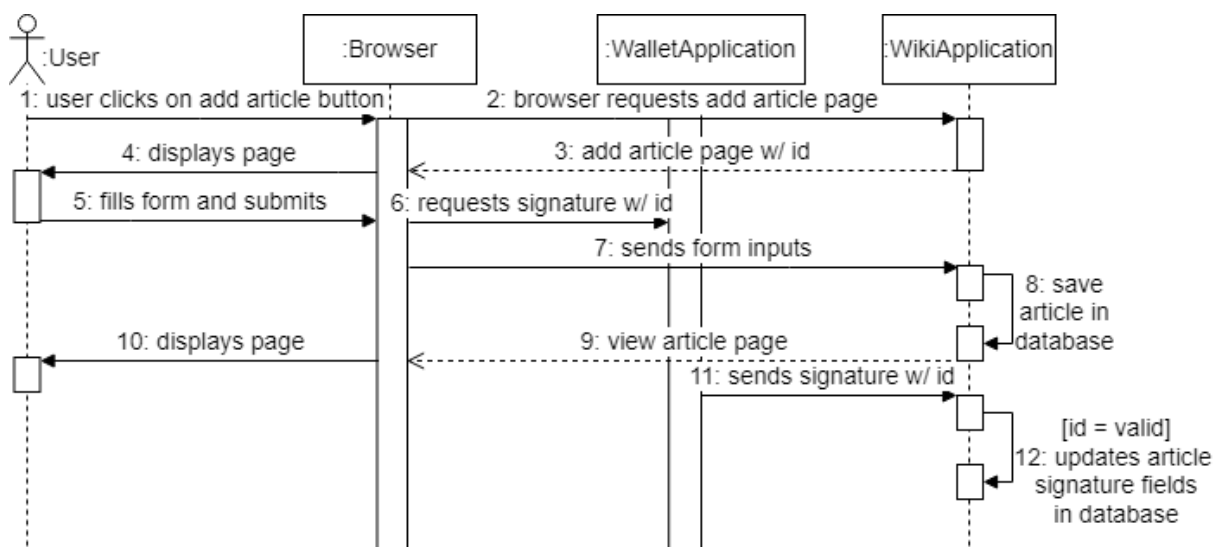 :User
:Browser
:WalletApplication
:WikiApplication
1: user clicks on add article button
2: browser requests add article page
3: add article page w/ id
4: displays page
5: fills form and submits
6: requests signature w/ id
7: sends form inputs
8: save
article in
database
9: view article page
10: displays page
11: sends signature w/ id
[id = valid]
12: updates article
signature fields
in database